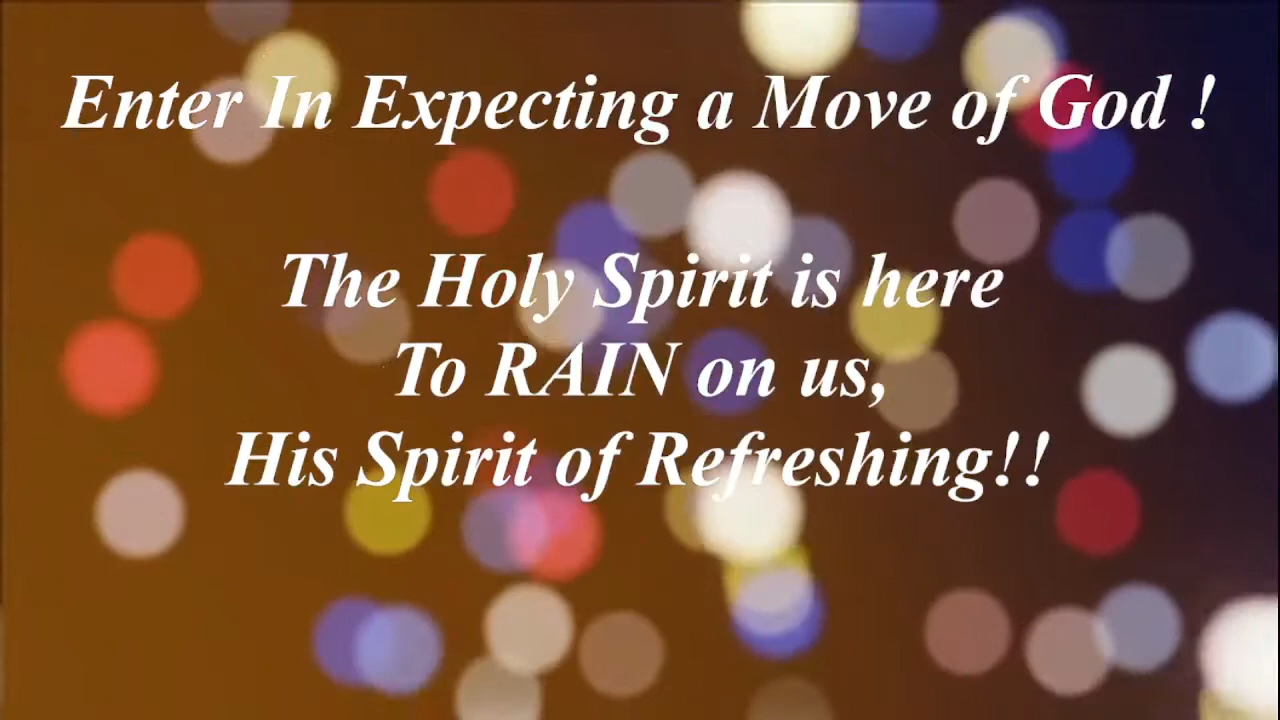 Enter In Expecting a Move of God !
The Holy Spirit is here
To RAIN on us,
His Spirit of Refreshing!!